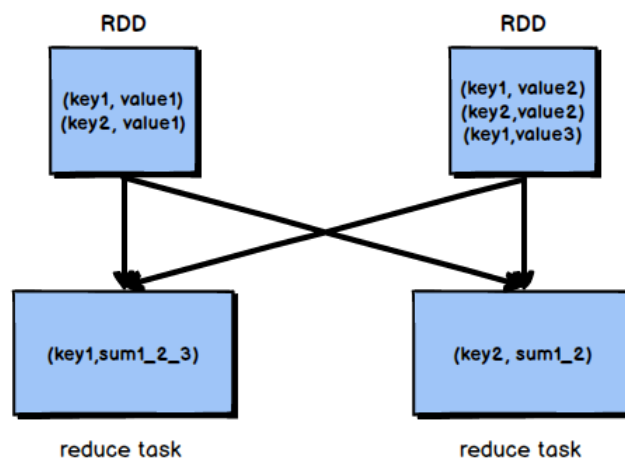 RDD
RDD
(key1, value1)
(key2, value1)
(key1, value2)
(key2,value2)
(key1,value3)
(key1,sum1_2_3)
(key2, sum1_2)
reduce task
reduce task